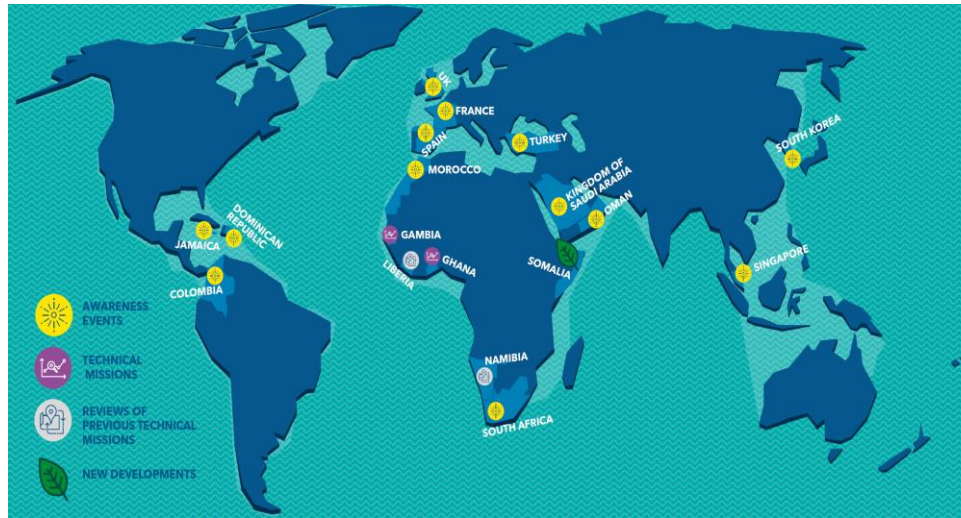 UK
FRANCE
SPAIN
TURKEY
MOROCCO
SOUTH KOREA
KINGDOM OF
SAUDI ARABIA
OMAN
DOMINICAN
REPUBLIC
JAMAICA
GAMBIA
LIBERIA
GHANA
SOMALIA
SINGAPORE
COLOMBIA
NAMIBIA
SOUTH AFRICA
AWARENESS
EVENTS
TECHNICAL
MISSIONS
REVIEWS OF
PREVIOUS TECHNICAL
MISSIONS
NEW DEVELOPMENTS